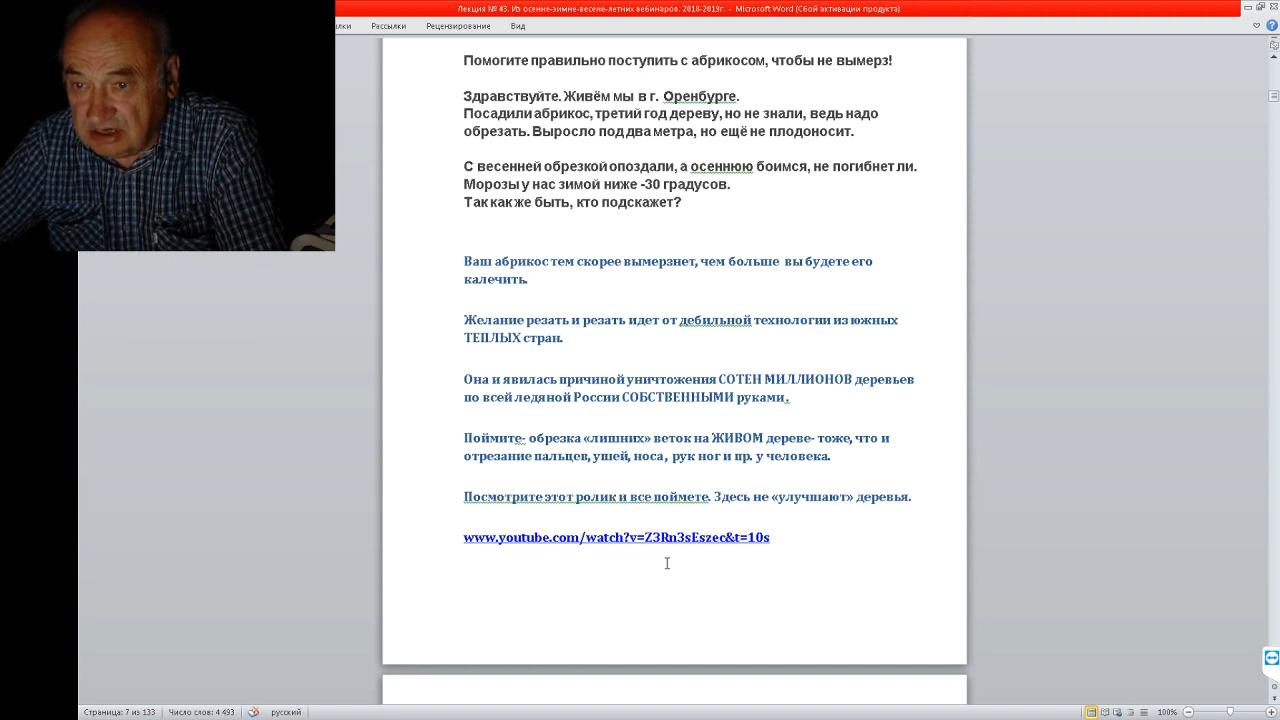 Лекция № 43. Из осенне-зимне-весене-летних вебинаров. 2018-2019г. - Microsoft Word (Сбой активации продукта)
Рассылки Рецензирование Вид
Помогите правильно поступить с абрикосом, чтобы не вымерз!
Здравствуйте. Живём мы в г. Оренбурге.
Посадили абрикос, третий год дереву, но не знали, ведь надо
обрезать. Выросло под два метра, но ещё не плодоносит.
С весенней обрезкой опоздали, а осеннюю боимся, не погибнет ли.
Морозы у нас зимой ниже -30 градусов.
Так как же быть, кто подскажет?
Ваш абрикос тем скорее вымерзнет, чем больше вы будете его
калечить.
Желание резать и резать идет от дебильной технологии из южных
ТЕПЛЫХ стран.
Она и явилась причиной уничтожения СОТЕН МИЛЛИОНОВ деревьев
по всей ледяной России СОБСТВЕННЫМИ руками.
Поймите- обрезка «лишних» веток на ЖИВОМ дереве- тоже, что и
отрезание пальцев, ушей, носа, рук ног и пр. у человека.
Посмотрите этот ролик и все поймете. Здесь не «улучшают» деревья.
www.youtube.com/watch?v=Z3Rn3sEszec&t=10s
Страница: 7 из 133 Число слов: 4 493 русский 100%